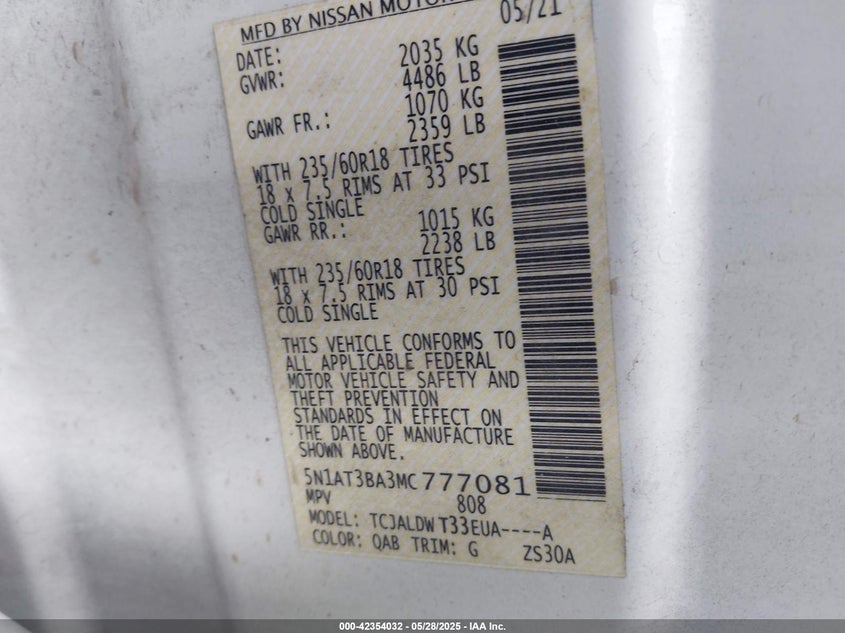 MFD BY NISSAN MOTOR
DATE: 05/21
GVWR: 2035 KG
4486 LB
GAWR FR.: 1070 KG
2359 LB
WITH 235/60R18 TIRES
18 x 7.5 RIMS AT 33 PSI
COLD SINGLE
GAWR RR.: 1015 KG
2238 LB
WITH 235/60R18 TIRES
18 x 7.5 RIMS AT 30 PSI
COLD SINGLE
THIS VEHICLE CONFORMS TO
ALL APPLICABLE FEDERAL
MOTOR VEHICLE SAFETY AND
THEFT PREVENTION
STANDARDS IN EFFECT ON
THE DATE OF MANUFACTURE
SHOWN ABOVE.
5N1AT3BA3MC777081
MPV 808
MODEL: TCJALDW T33EUA----A
COLOR: QAB TRIM: G ZS30A
000-42354032 - 05/28/2025 - IAA Inc.